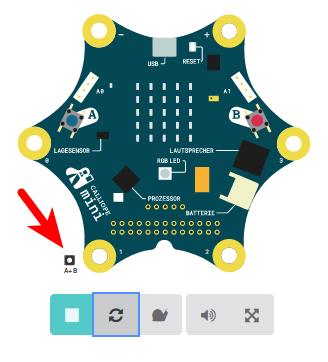 − +
USB
RESET
A0
A1
A
B
LAGESENSOR
LAUTSPRECHER
0
3
RGB LED
CALLIOPE
mini
PROZESSOR
BATTERIE
1
2
A+B